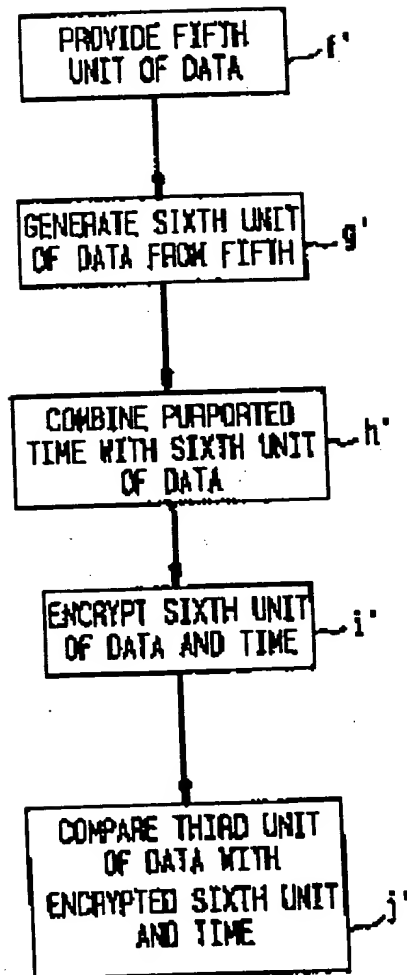 PROVIDE FIFTH
UNIT OF DATA
f'
GENERATE SIXTH UNIT
OF DATA FROM FIFTH
g'
COMBINE PURPORTED
TIME WITH SIXTH UNIT
OF DATA
h'
ENCRYPT SIXTH UNIT
OF DATA AND TIME
i'
COMPARE THIRD UNIT
OF DATA WITH
ENCRYPTED SIXTH UNIT
AND TIME
j'